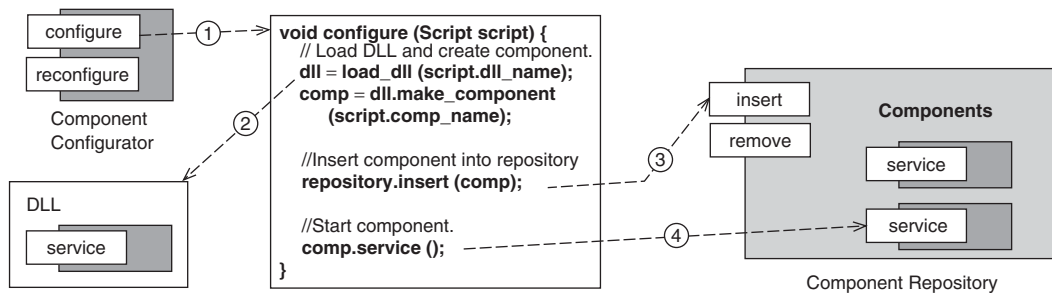 configure
reconfigure
Component
Configurator
1
void configure (Script script) {
// Load DLL and create component.
dll = load_dll (script.dll_name);
comp = dll.make_component
(script.comp_name);
//Insert component into repository
repository.insert (comp);
//Start component.
comp.service ();
}
2
DLL
service
3
4
insert
remove
Components
service
service
Component Repository